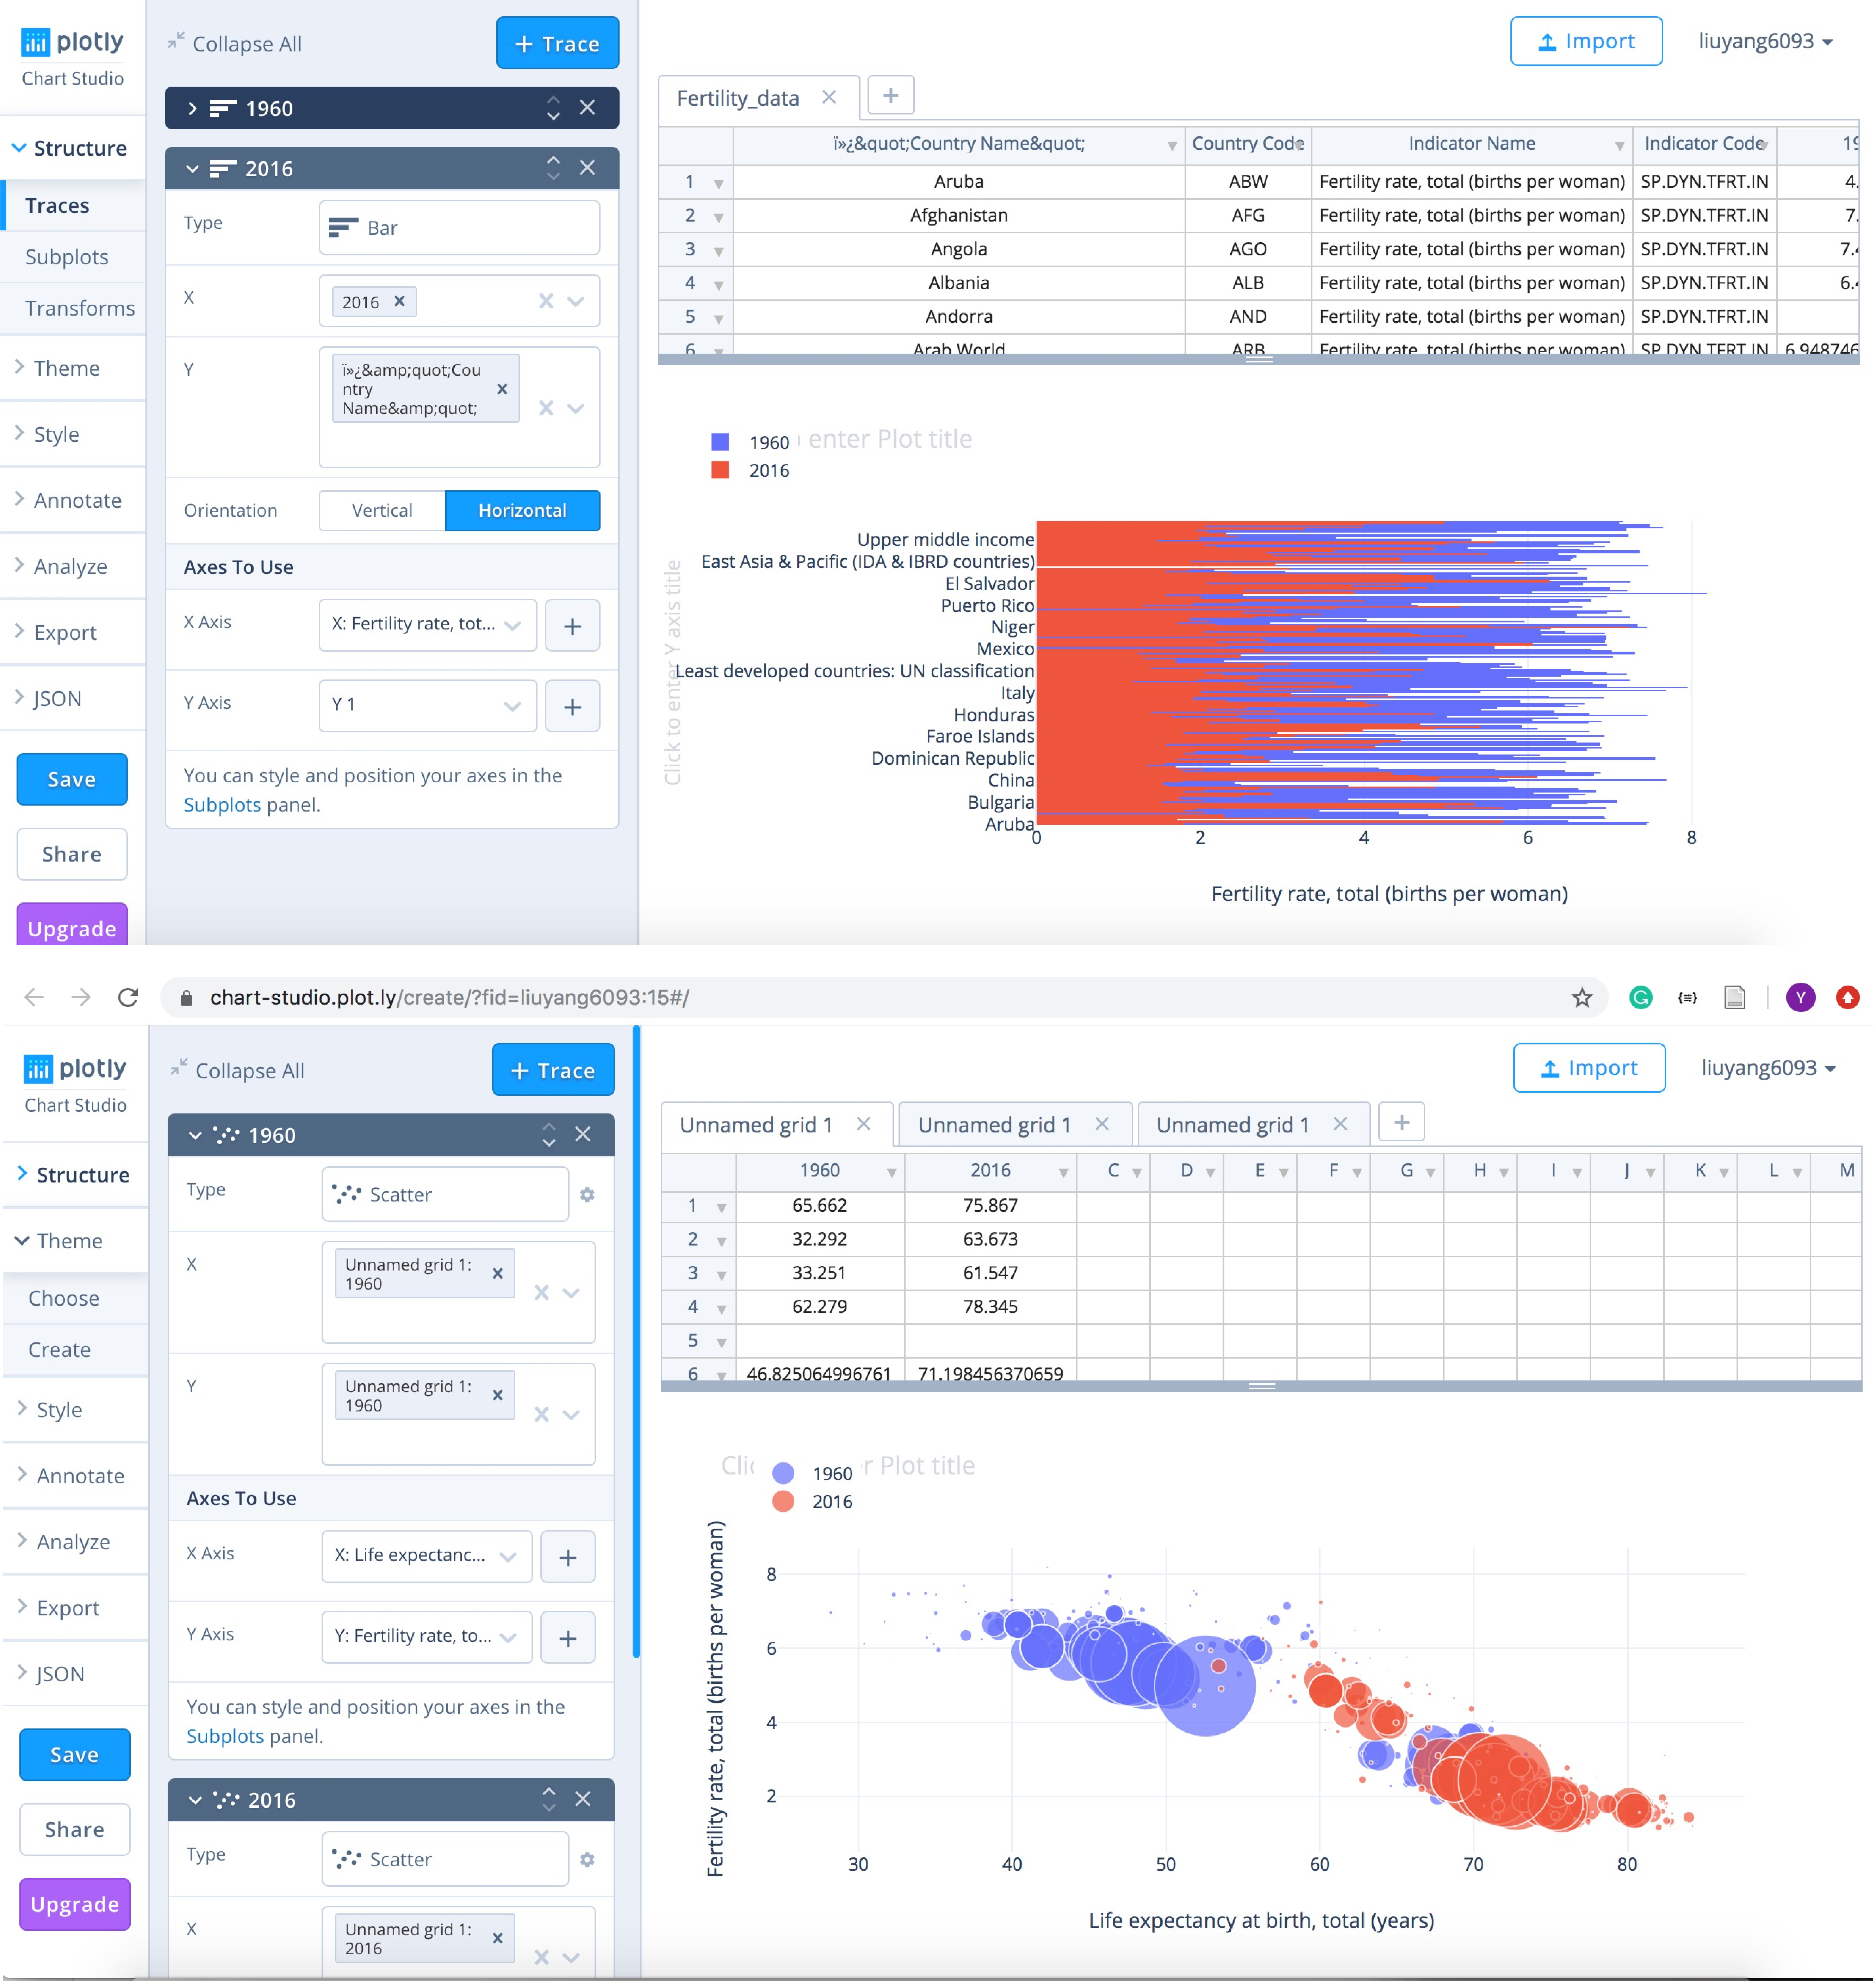 plotly
Chart Studio
Structure
Traces
Subplots
Transforms
Theme
Style
Annotate
Analyze
Export
JSON
Save
Share
Upgrade
Collapse All
+ Trace
1960
2016
Type
Bar
X
2016
Y
ï»¿&amp;quot;Cou
ntry
Name&amp;quot;
Orientation
Vertical Horizontal
Axes To Use
X Axis
X: Fertility rate, tot...
Y Axis
Y 1
You can style and position your axes in the
Subplots panel.
Import
liuyang6093
Fertility_data
ï»¿&quot;Country Name&quot; Country Code Indicator Name Indicator Code
1 Aruba ABW Fertility rate, total (births per woman) SP.DYN.TFRT.IN 4.
2 Afghanistan AFG Fertility rate, total (births per woman) SP.DYN.TFRT.IN 7.
3 Angola AGO Fertility rate, total (births per woman) SP.DYN.TFRT.IN 7.
4 Albania ALB Fertility rate, total (births per woman) SP.DYN.TFRT.IN 6.
5 Andorra AND Fertility rate, total (births per woman) SP.DYN.TFRT.IN
6 Arab World ARB Fertility rate, total (births per woman) SP.DYN.TFRT.IN 6.948746
enter Plot title
1960
2016
Click to enter Y axis title
Upper middle income
East Asia & Pacific (IDA & IBRD countries)
El Salvador
Puerto Rico
Niger
Mexico
Least developed countries: UN classification
Italy
Honduras
Faroe Islands
Dominican Republic
China
Bulgaria
Aruba
0 2 4 6 8
Fertility rate, total (births per woman)
chart-studio.plot.ly/create/?fid=liuyang6093:15#/
Y
plotly
Chart Studio
Structure
Theme
Choose
Create
Style
Annotate
Analyze
Export
JSON
Save
Share
Upgrade
Collapse All
+ Trace
1960
Type
Scatter
X
Unnamed grid 1:
1960
Y
Unnamed grid 1:
1960
Axes To Use
X Axis
X: Life expectanc...
Y Axis
Y: Fertility rate, to...
You can style and position your axes in the
Subplots panel.
2016
Type
Scatter
X
Unnamed grid 1:
2016
Import
liuyang6093
Unnamed grid 1 Unnamed grid 1 Unnamed grid 1
1960 2016 C D E F G H I J K L M
1 65.662 75.867
2 32.292 63.673
3 33.251 61.547
4 62.279 78.345
5
6 46.825064996761 71.198456370659
Plot title
1960
2016
Fertility rate, total (births per woman)
8
6
4
2
30 40 50 60 70 80
Life expectancy at birth, total (years)